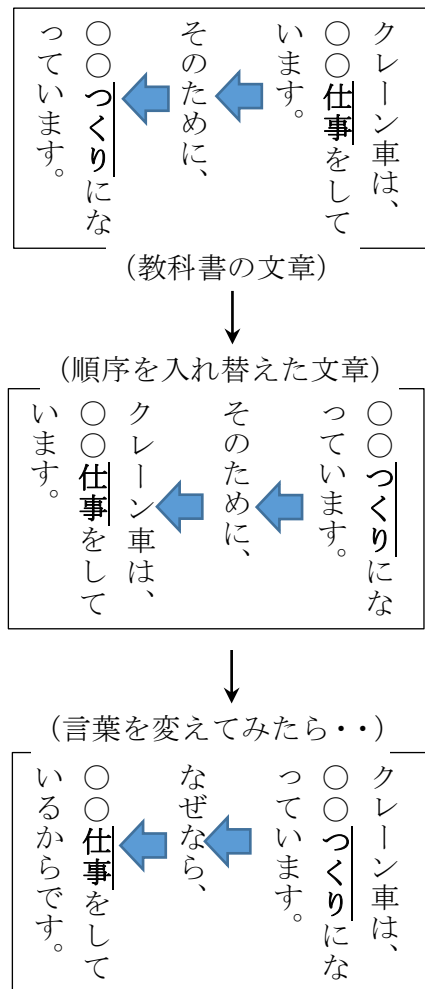 クレーン車は、
○○仕事をして
います。
そのために、
○○つくりにな
っています。
(教科書の文章)
(順序を入れ替えた文章)
○○つくりにな
っています。
そのために、
クレーン車は、
○○仕事をして
います。
(言葉を変えてみたら・・)
クレーン車は、
○○つくりにな
っています。
なぜなら、
○○仕事をして
いるからです。